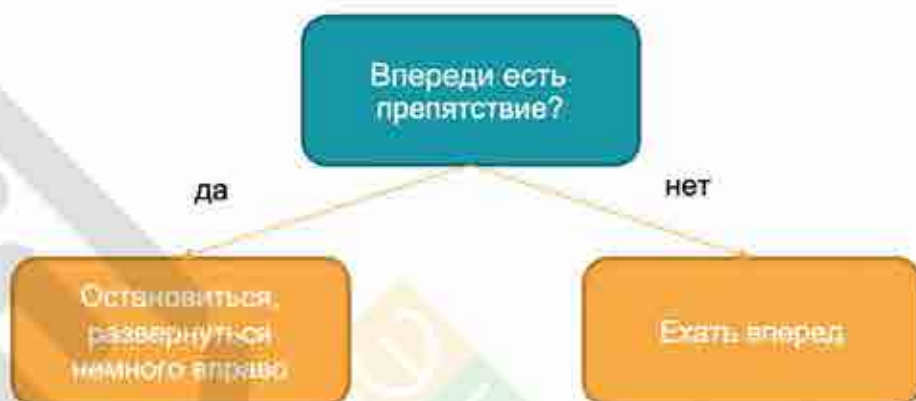 Впереди есть
препятствие?
да
нет
Остановиться,
развернуться
немного вправо
Ехать вперед